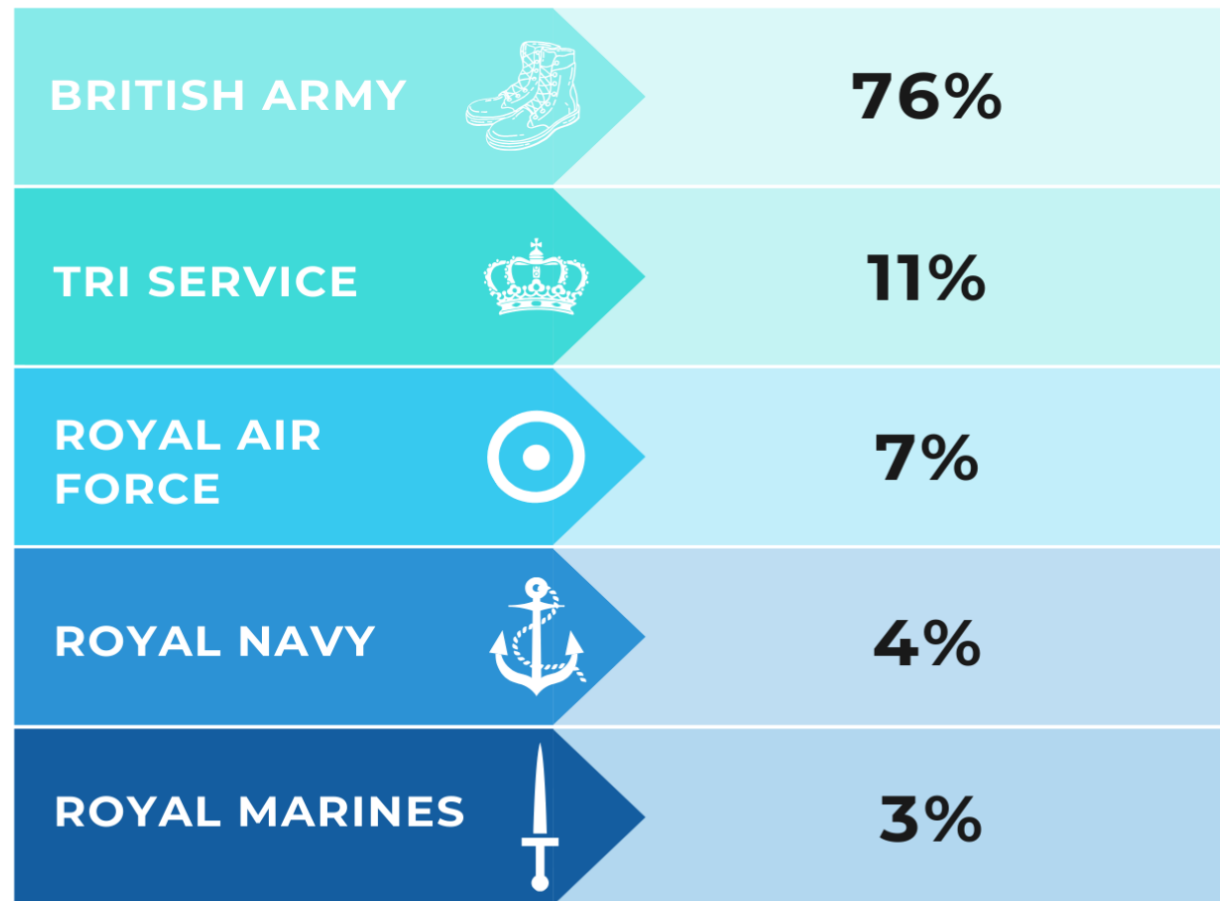 BRITISH ARMY 76%
TRI SERVICE 11%
ROYAL AIR
FORCE 7%
ROYAL NAVY 4%
ROYAL MARINES 3%